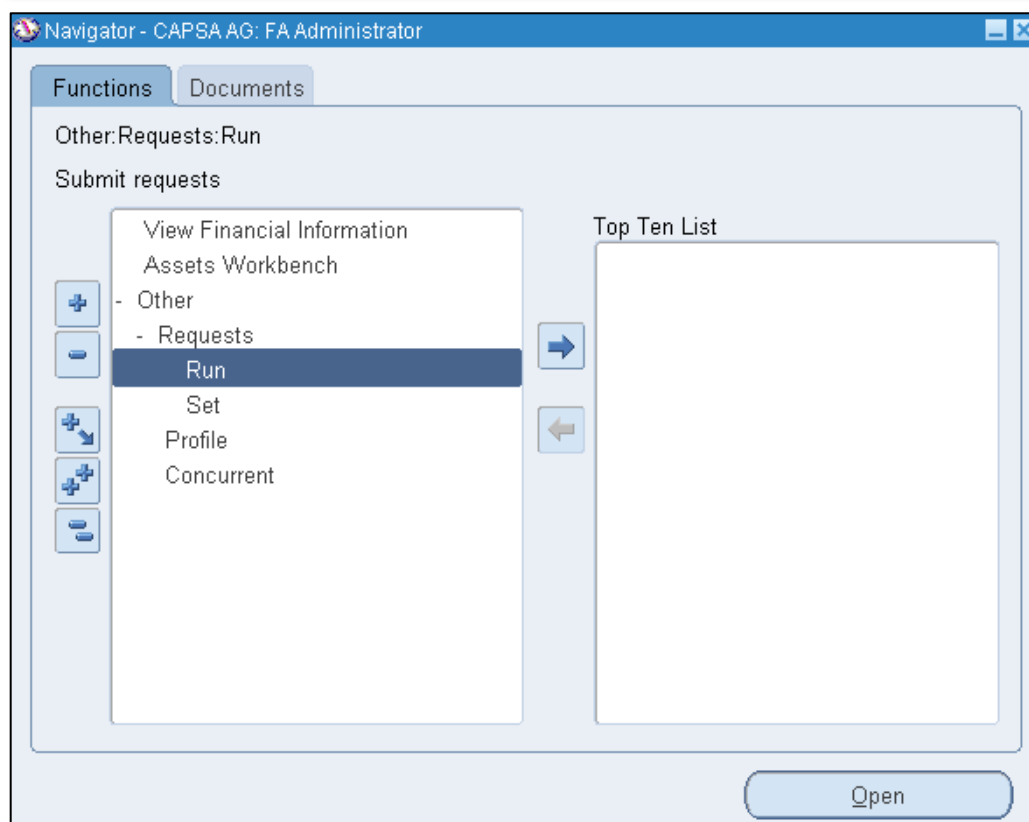 Navigator - CAPSA AG: FA Administrator
Functions Documents
Other:Requests:Run
Submit requests
Top Ten List
View Financial Information
Assets Workbench
- Other
- Requests
Run
Set
Profile
Concurrent
Open